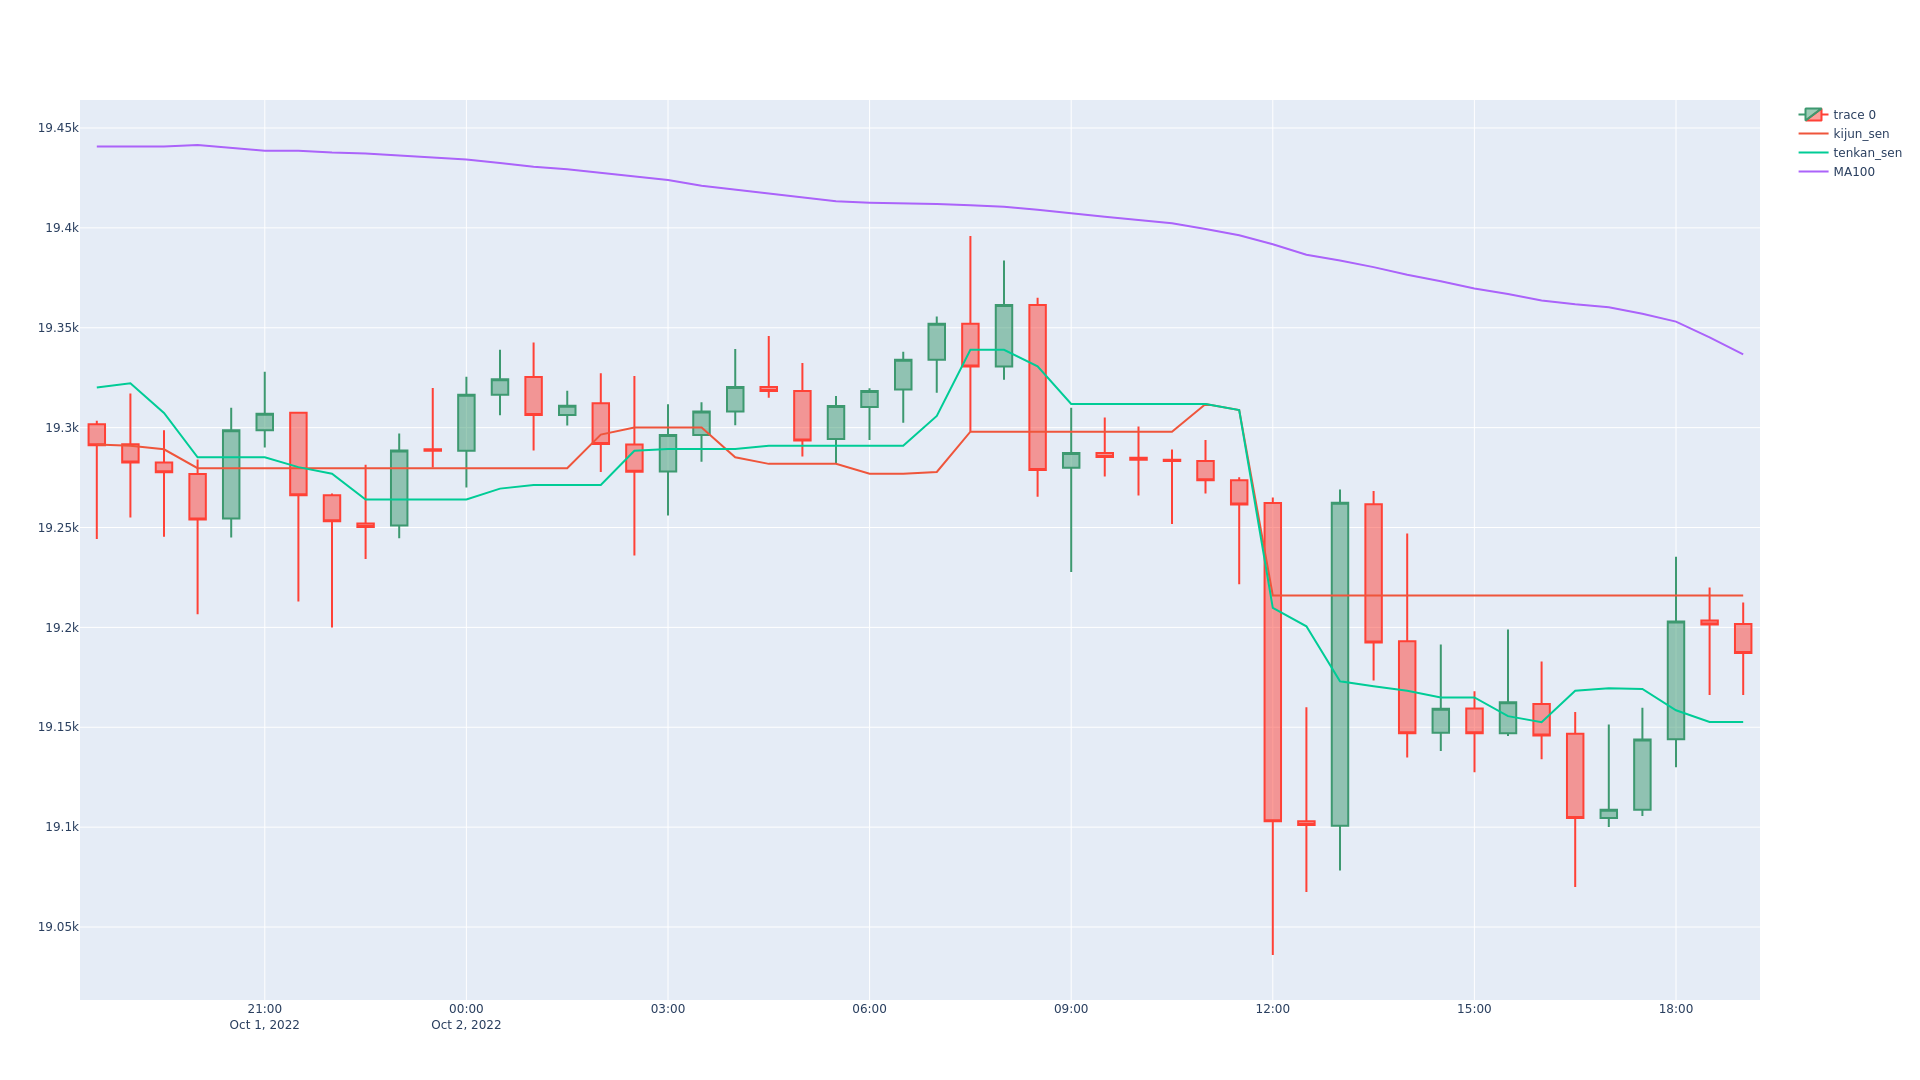 19.45k
19.4k
19.35k
19.3k
19.25k
19.2k
19.15k
19.1k
19.05k
21:00
Oct 1, 2022
00:00
Oct 2, 2022
03:00
06:00
09:00
12:00
15:00
18:00
trace 0
kijun_sen
tenkan_sen
MA100